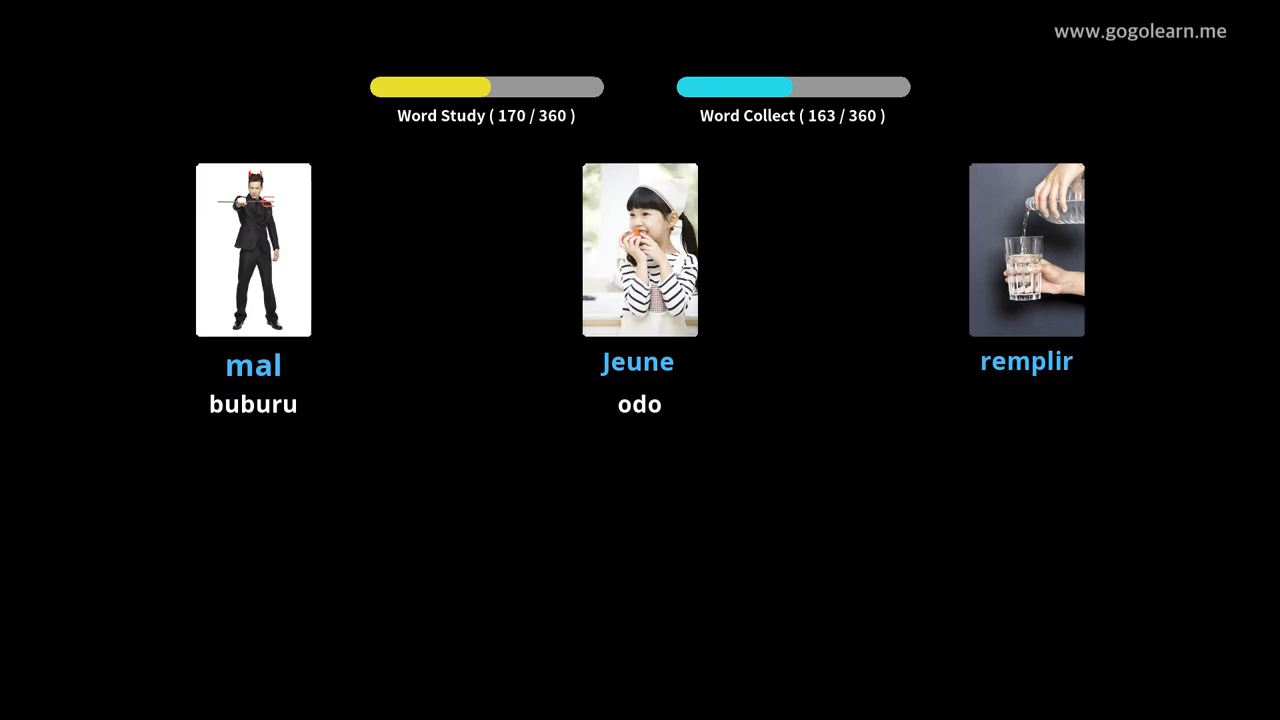 www.gogolearn.me
Word Study ( 170 / 360 )
Word Collect ( 163 / 360 )
mal
buburu
Jeune
odo
remplir